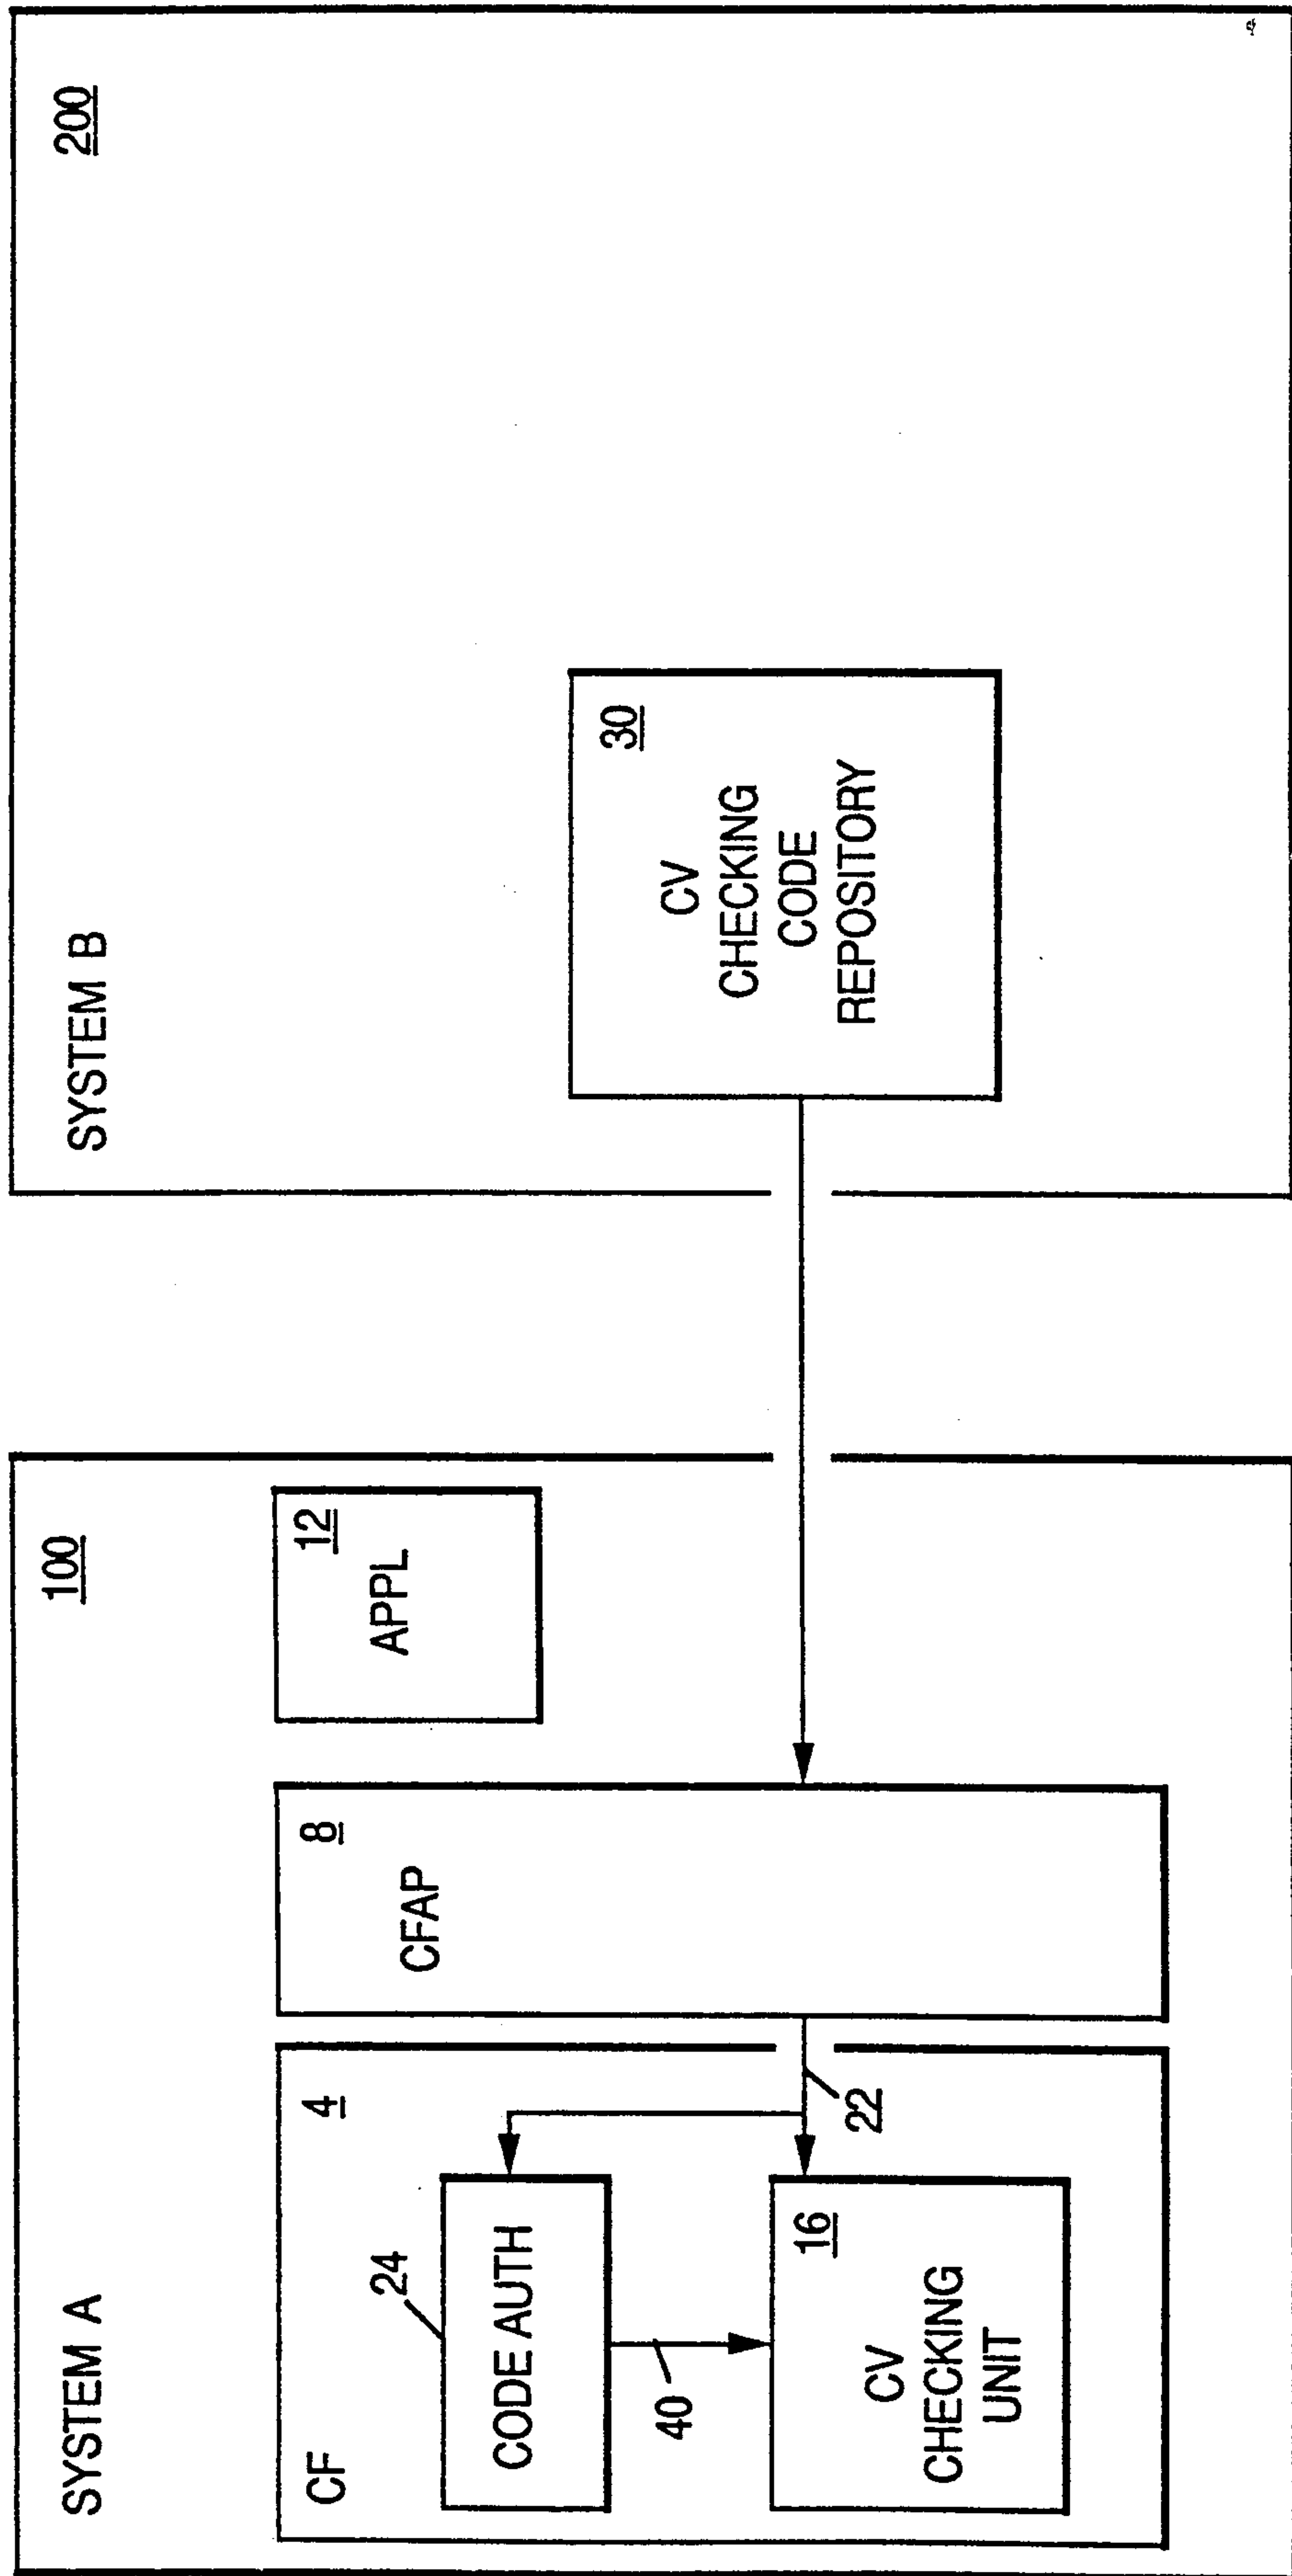 SYSTEM A
100
CF
4
24
CODE AUTH
40
16
CV
CHECKING
UNIT
22
8
CFAP
12
APPL
SYSTEM B
200
30
CV
CHECKING
CODE
REPOSITORY